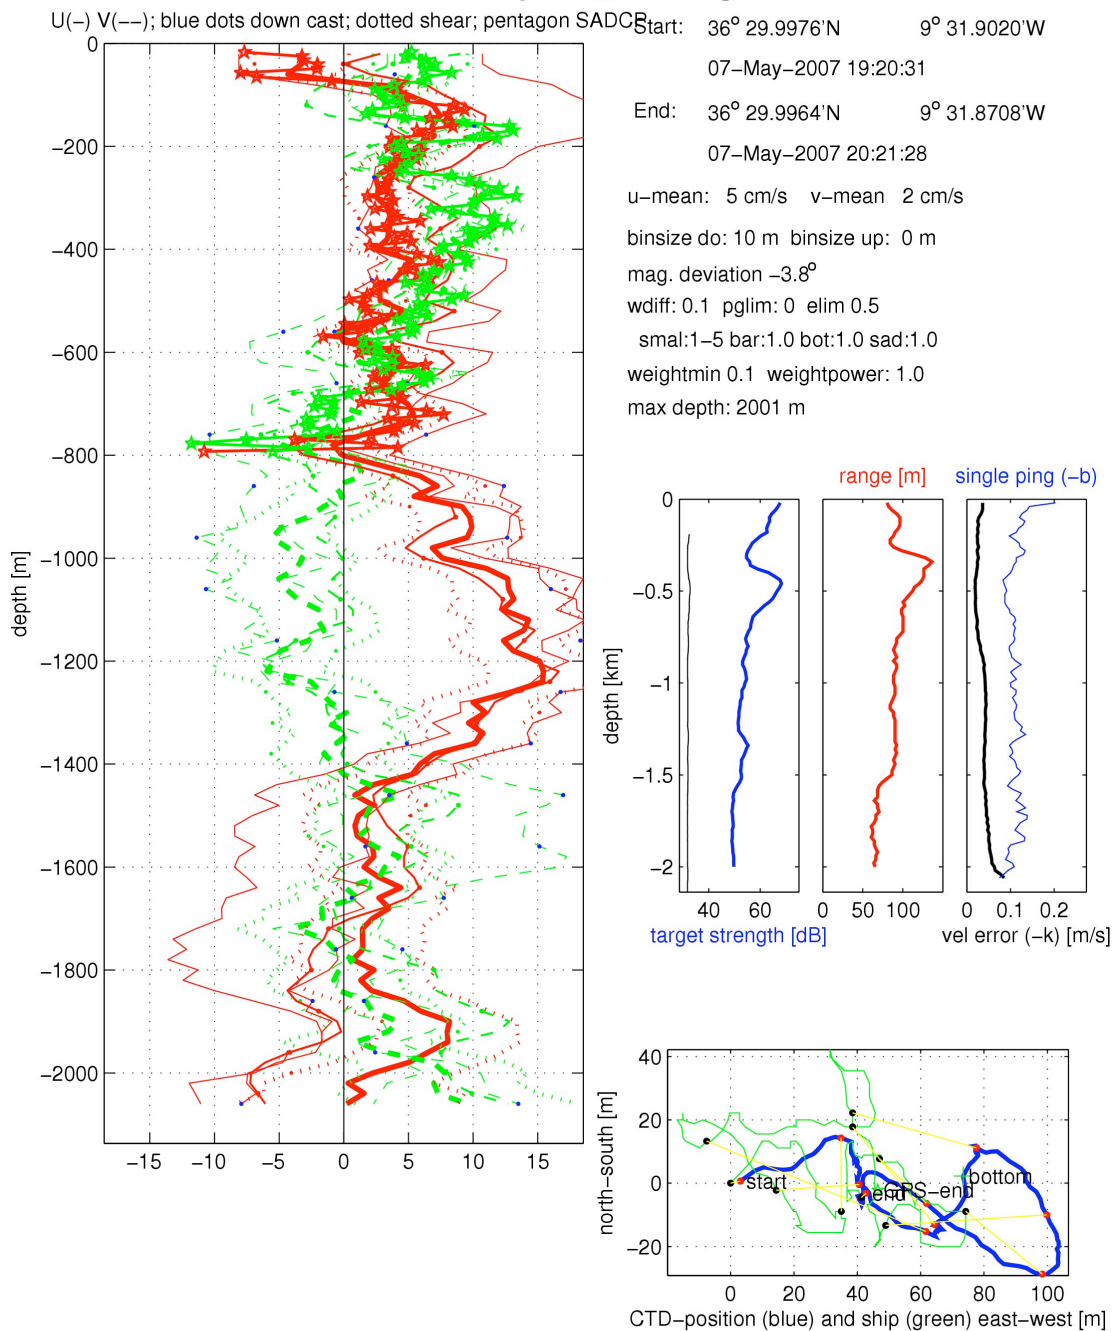 U(−) V(−−); blue dots down cast; dotted shear; pentagon SADCP
Start: 36° 29.9976'N 9° 31.9020'W
07−May−2007 19:20:31
End: 36° 29.9964'N 9° 31.8708'W
07−May−2007 20:21:28
u−mean: 5 cm/s v−mean 2 cm/s
binsize do: 10 m binsize up: 0 m
mag. deviation −3.8°
wdiff: 0.1 pglim: 0 elim 0.5
smal:1−5 bar:1.0 bot:1.0 sad:1.0
weightmin 0.1 weightpower: 1.0
max depth: 2001 m
0
−200
−400
−600
−800
−1000
−1200
−1400
−1600
−1800
−2000
depth [m]
−15 −10 −5 0 5 10 15
range [m] single ping (−b)
0
−0.5
−1
−1.5
−2
depth [km]
40 60 0 50 100 0 0.1 0.2
target strength [dB] vel error (−k) [m/s]
40
20
0
−20
north−south [m]
start
end
GPS−end
bottom
0 20 40 60 80 100
CTD−position (blue) and ship (green) east−west [m]